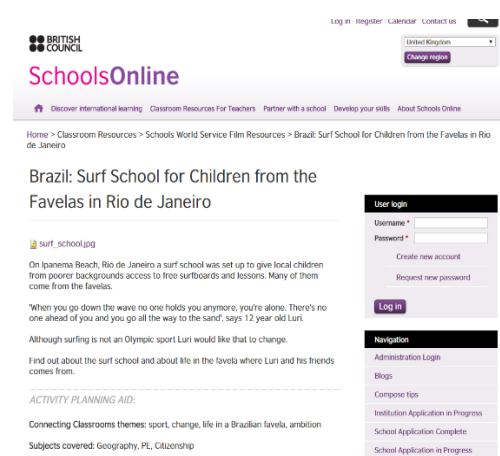 Log in Register Calendar Contact us
BRITISH
COUNCIL
United Kingdom
Change region
SchoolsOnline
Discover international learning Classroom Resources For Teachers Partner with a school Develop your skills About Schools Online
Home > Classroom Resources > Schools World Service Film Resources > Brazil: Surf School for Children from the Favelas in Rio
de Janeiro
Brazil: Surf School for Children from the
Favelas in Rio de Janeiro
surf_school.jpg
On Ipanema Beach, Rio de Janeiro a surf school was set up to give local children
from poorer backgrounds access to free surfboards and lessons. Many of them
come from the favelas.
'When you go down the wave no one holds you anymore, you're alone. There's no
one ahead of you and you go all the way to the sand', says 12 year old Luri.
Although surfing is not an Olympic sport Luri would like that to change.
Find out about the surf school and about life in the favela where Luri and his friends
comes from.
ACTIVITY PLANNING AID:
Connecting Classrooms themes: sport, change, life in a Brazilian favela, ambition
Subjects covered: Geography, PE, Citizenship
User login
Username *
Password *
Create new account
Request new password
Log in
Navigation
Administration Login
Blogs
Compose tips
Institution Application in Progress
School Application Complete
School Application in Progress